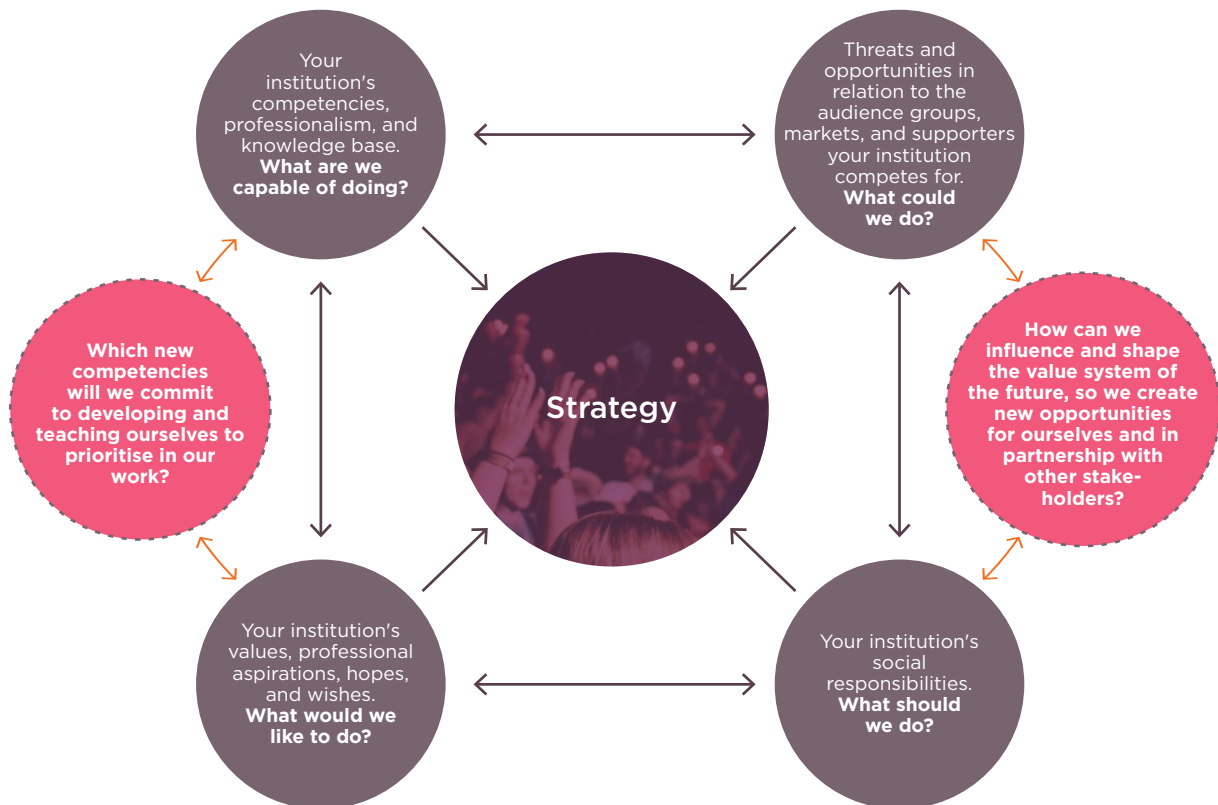 Your
institution's
competencies,
professionalism, and
knowledge base.
What are we
capable of doing?
Threats and
opportunities in
relation to the
audience groups,
markets, and supporters
your institution
competes for.
What could
we do?
Which new
competencies
will we commit
to developing and
teaching ourselves to
prioritise in our
work?
Strategy
How can we
influence and shape
the value system of
the future, so we create
new opportunities
for ourselves and in
partnership with
other stake-
holders?
Your institution's
values, professional
aspirations, hopes,
and wishes.
What would we
like to do?
Your institution's
social
responsibilities.
What should
we do?